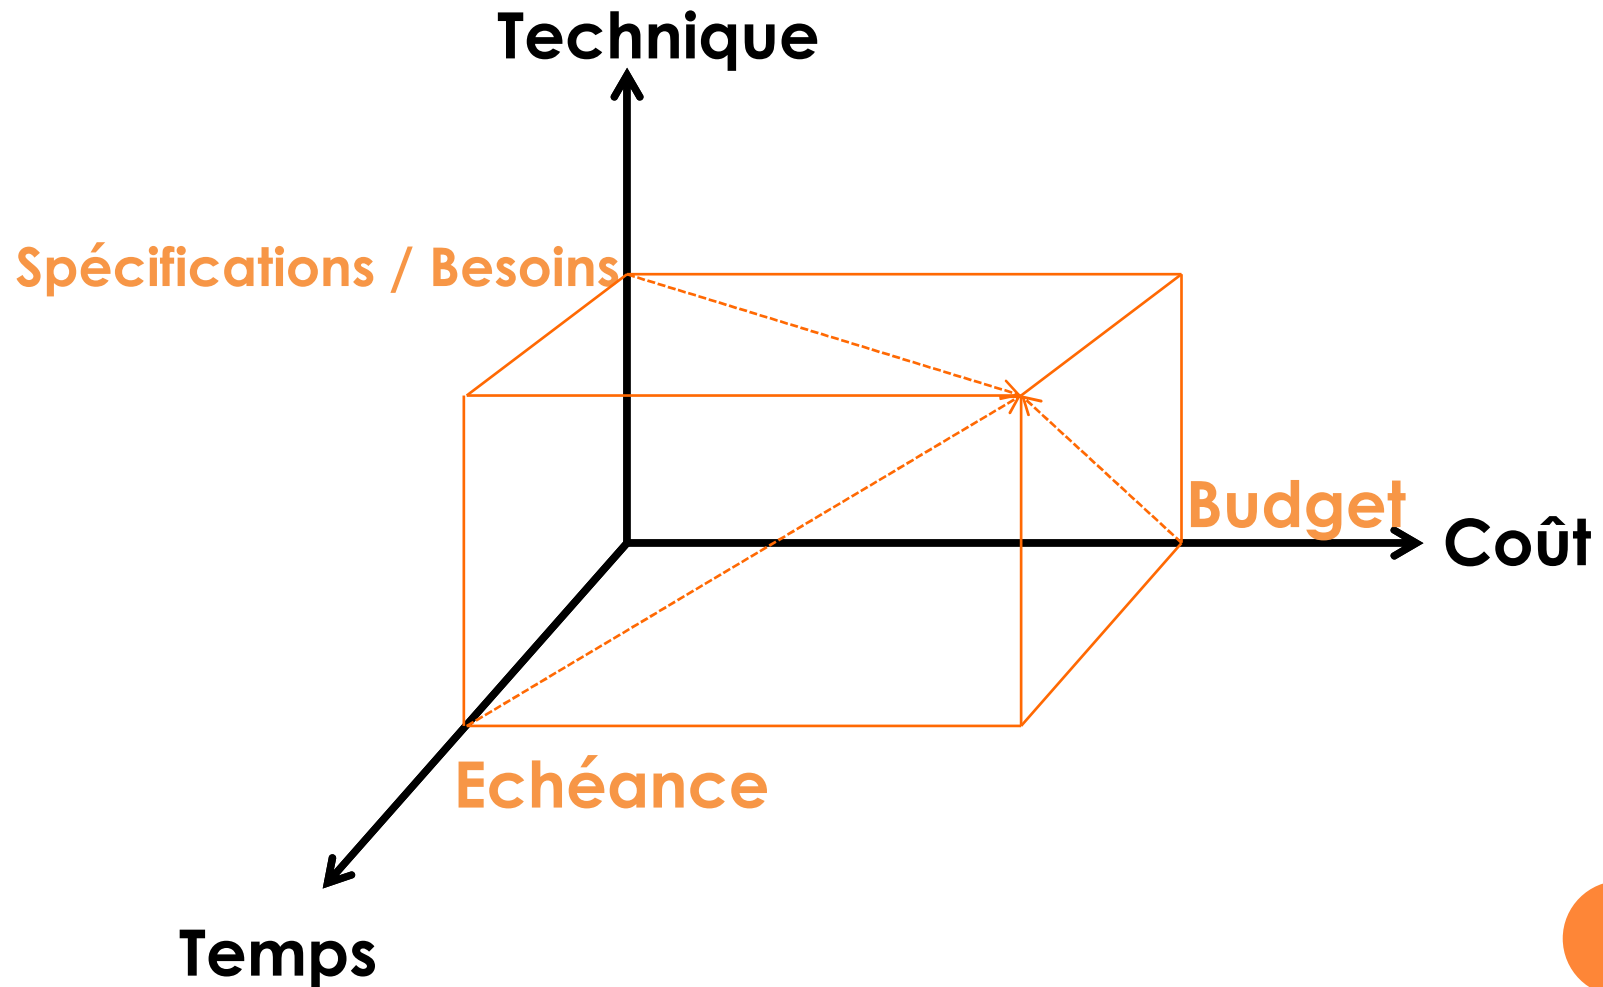 Technique
Spécifications / Besoins
Budget
Coût
Echéance
Temps